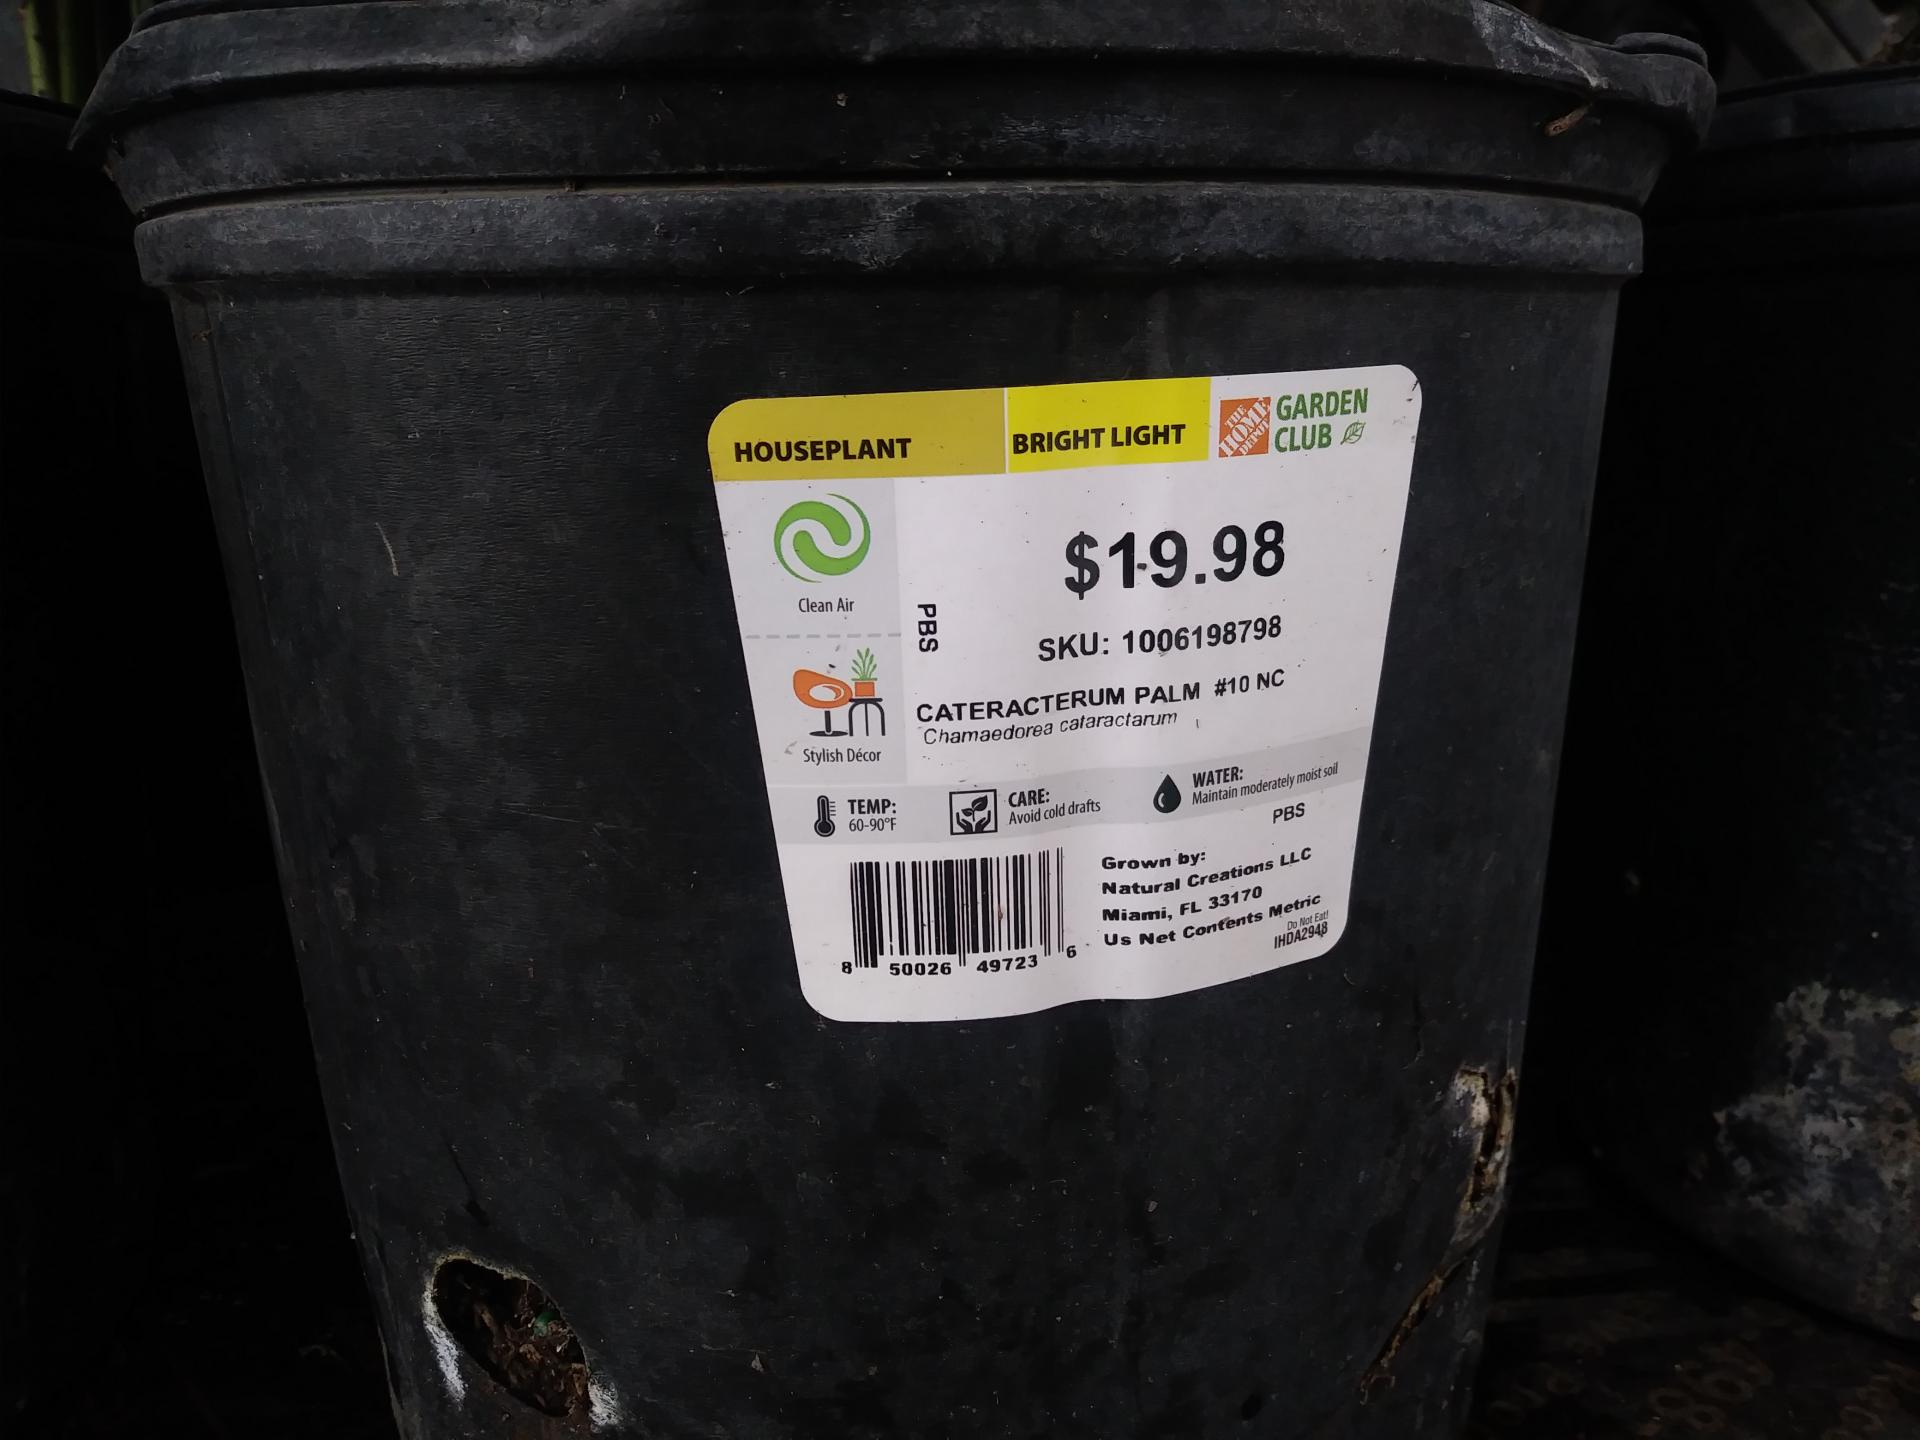 HOUSEPLANT
BRIGHT LIGHT
THE HOME DEPOT
GARDEN CLUB
Clean Air
Stylish Décor
PBS
$19.98
SKU: 1006198798
CATERACTERUM PALM #10 NC
Chamaedorea cataractarum
TEMP:
60-90°F
CARE:
Avoid cold drafts
WATER:
Maintain moderately moist soil
PBS
8 50026 49723 6
Grown by:
Natural Creations LLC
Miami, FL 33170
Us Net Contents Metric
Do Not Eat!
IHDA2948